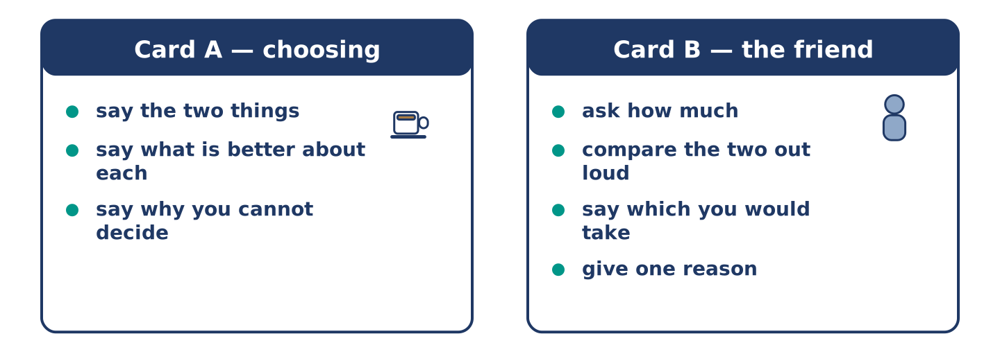 Card A — choosing
say the two things
say what is better about
each
say why you cannot
decide
Card B — the friend
ask how much
compare the two out
loud
say which you would
take
give one reason